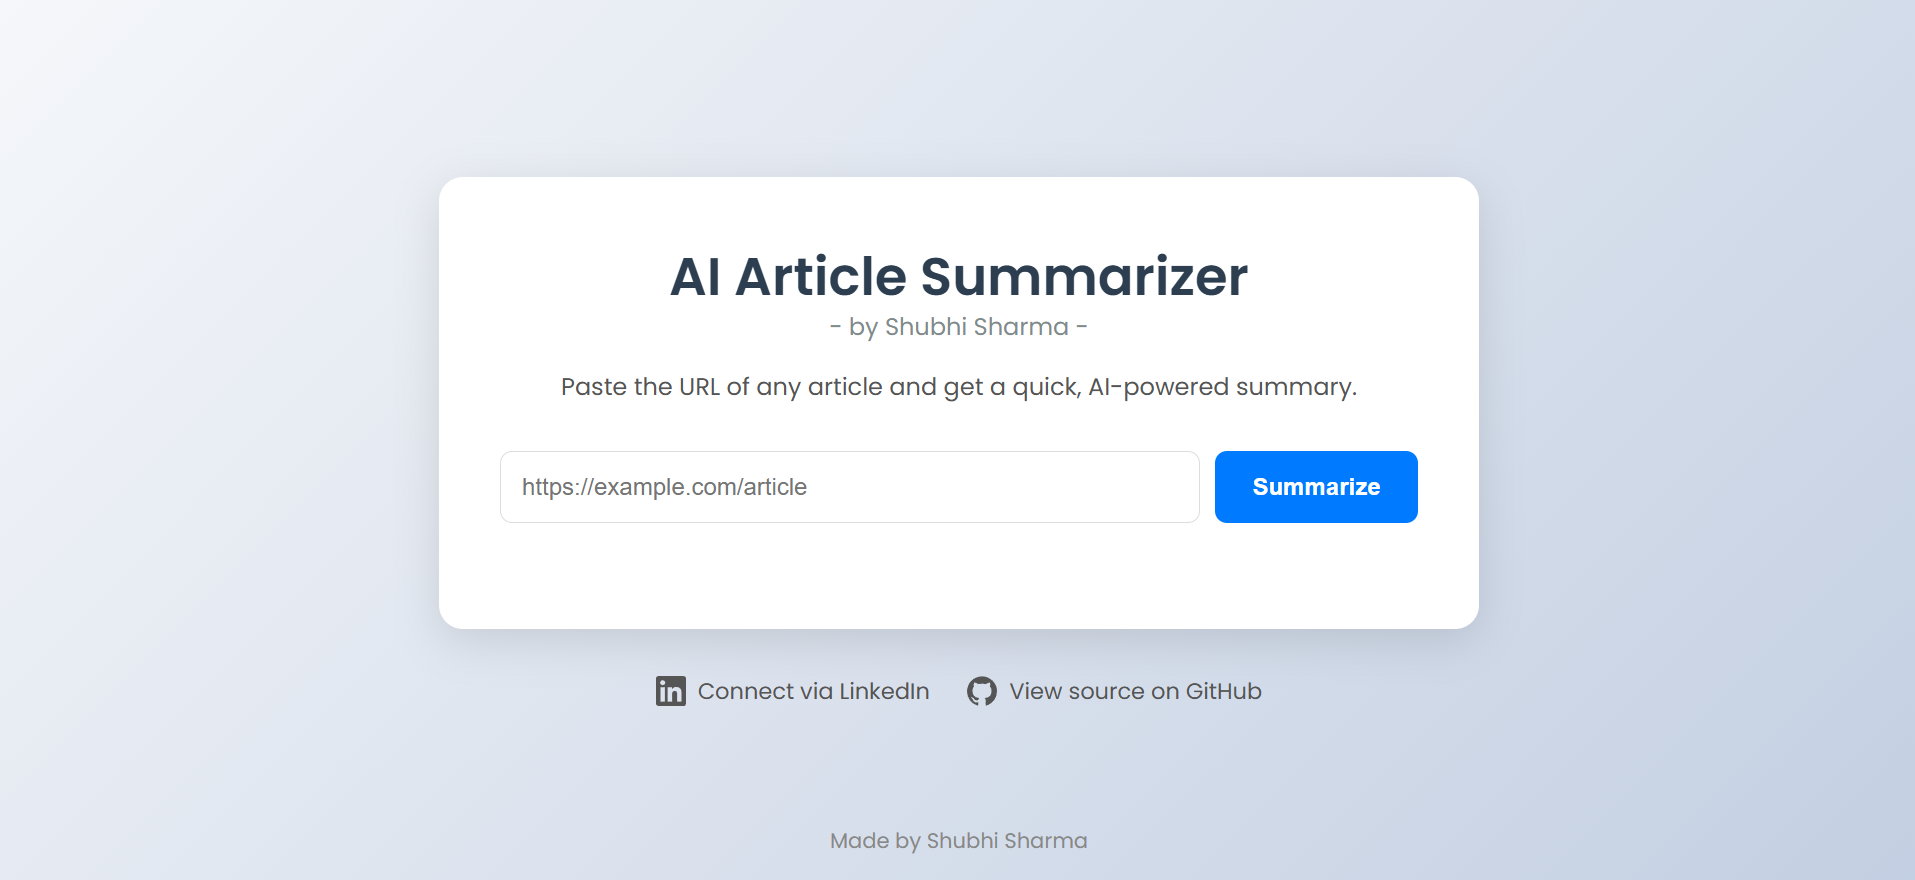 AI Article Summarizer
- by Shubhi Sharma -
Paste the URL of any article and get a quick, AI-powered summary.
https://example.com/article
Summarize
Connect via LinkedIn
View source on GitHub
Made by Shubhi Sharma